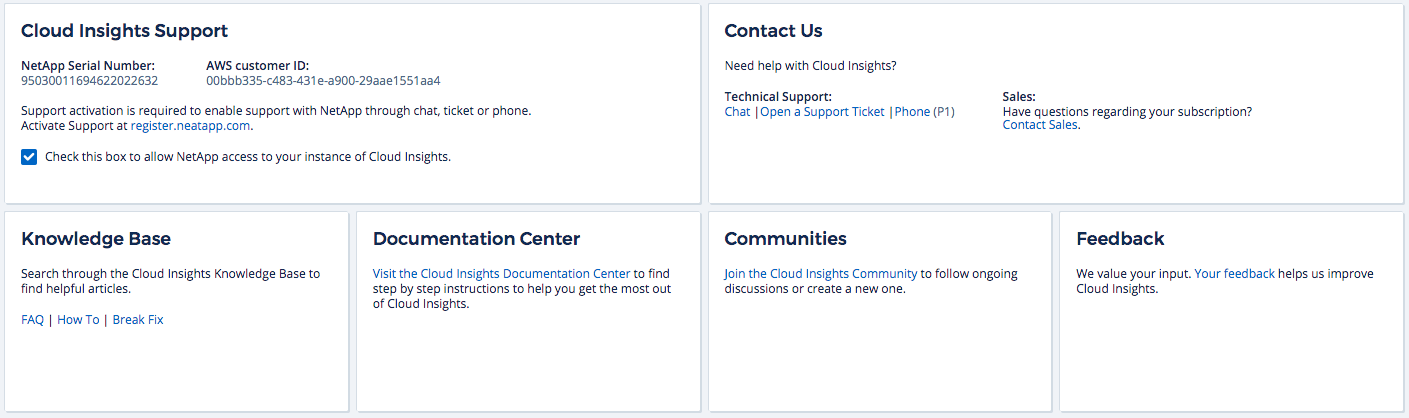 Cloud Insights Support
NetApp Serial Number:
95030011694622022632
AWS customer ID:
00bbb335-c483-431e-a900-29aae1551aa4
Support activation is required to enable support with NetApp through chat, ticket or phone.
Activate Support at register.neatapp.com.
Check this box to allow NetApp access to your instance of Cloud Insights.
Contact Us
Need help with Cloud Insights?
Technical Support:
Chat |Open a Support Ticket |Phone (P1)
Sales:
Have questions regarding your subscription?
Contact Sales.
Knowledge Base
Search through the Cloud Insights Knowledge Base to
find helpful articles.
FAQ | How To | Break Fix
Documentation Center
Visit the Cloud Insights Documentation Center to find
step by step instructions to help you get the most out
of Cloud Insights.
Communities
Join the Cloud Insights Community to follow ongoing
discussions or create a new one.
Feedback
We value your input. Your feedback helps us improve
Cloud Insights.